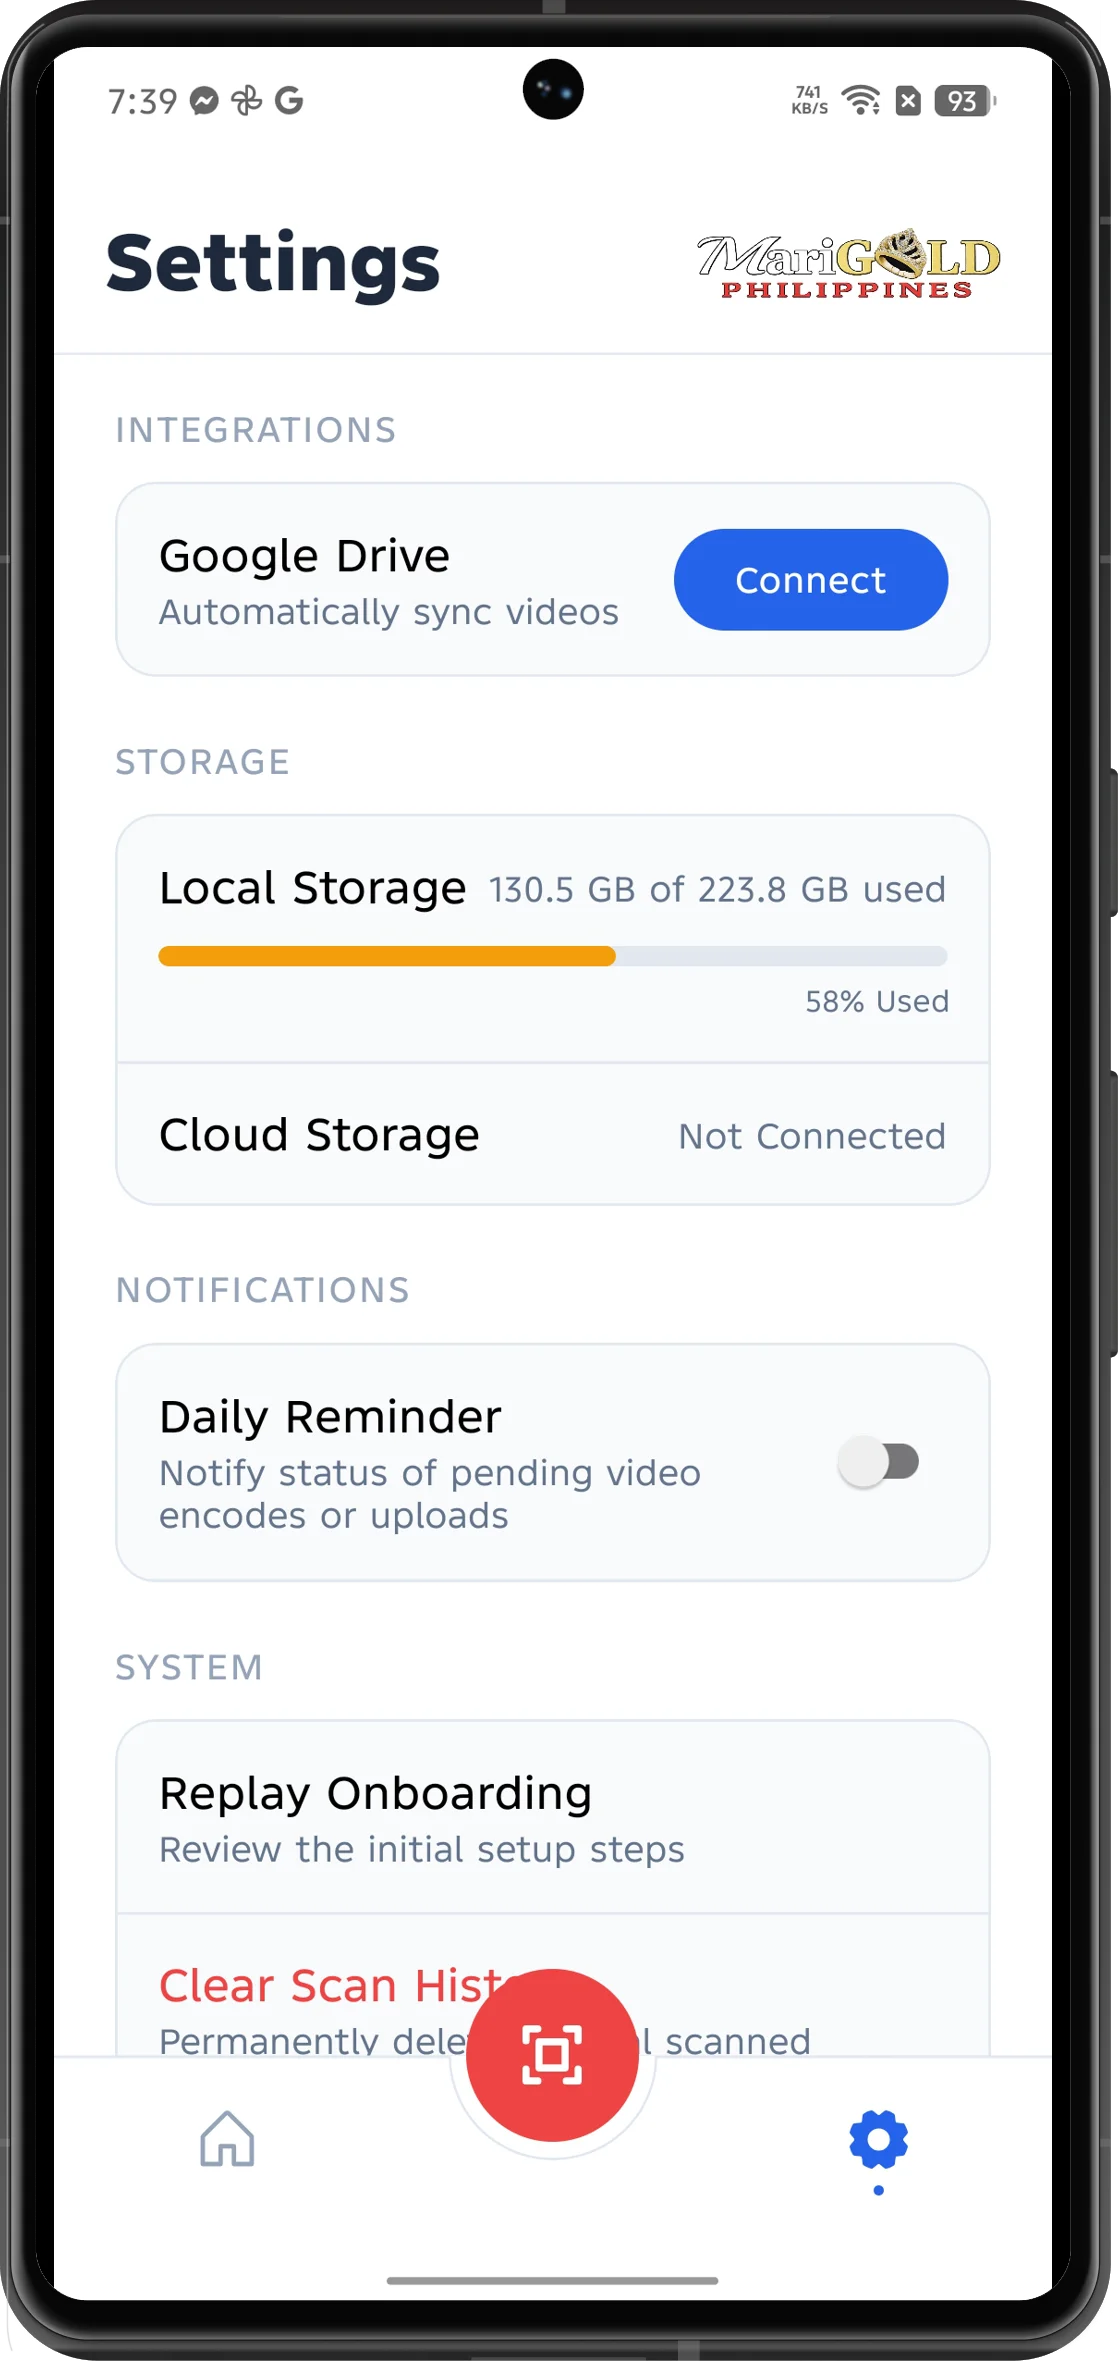 7:39
741
KB/S
93
Settings
MariGOLD
PHILIPPINES
INTEGRATIONS
Google Drive
Automatically sync videos
Connect
STORAGE
Local Storage
130.5 GB of 223.8 GB used
58% Used
Cloud Storage
Not Connected
NOTIFICATIONS
Daily Reminder
Notify status of pending video
encodes or uploads
SYSTEM
Replay Onboarding
Review the initial setup steps
Clear Scan
Permanently
scanned